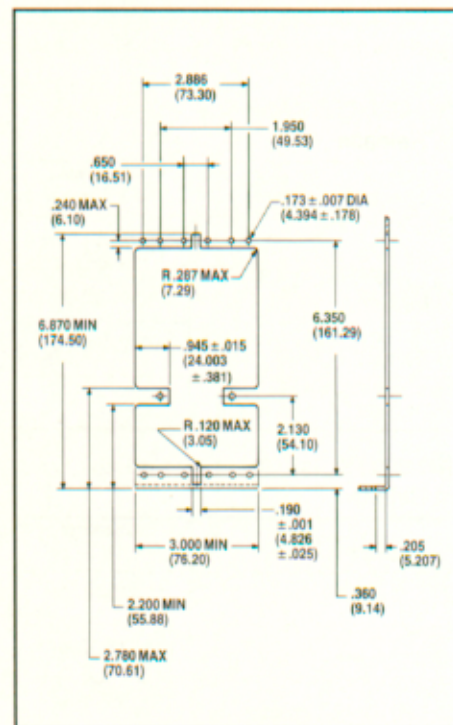 2.886
(73.30)
1.950
(49.53)
.650
(16.51)
.240 MAX
(6.10)
.173 ± .007 DIA
(4.394 ± .178)
R .287 MAX
(7.29)
6.870 MIN
(174.50)
6.350
(161.29)
.945 ± .015
(24.003
± .381)
R .120 MAX
(3.05)
2.130
(54.10)
.190
± .001
(4.826
± .025)
3.000 MIN
(76.20)
.205
(5.207)
.360
(9.14)
2.200 MIN
(55.88)
2.780 MAX
(70.61)